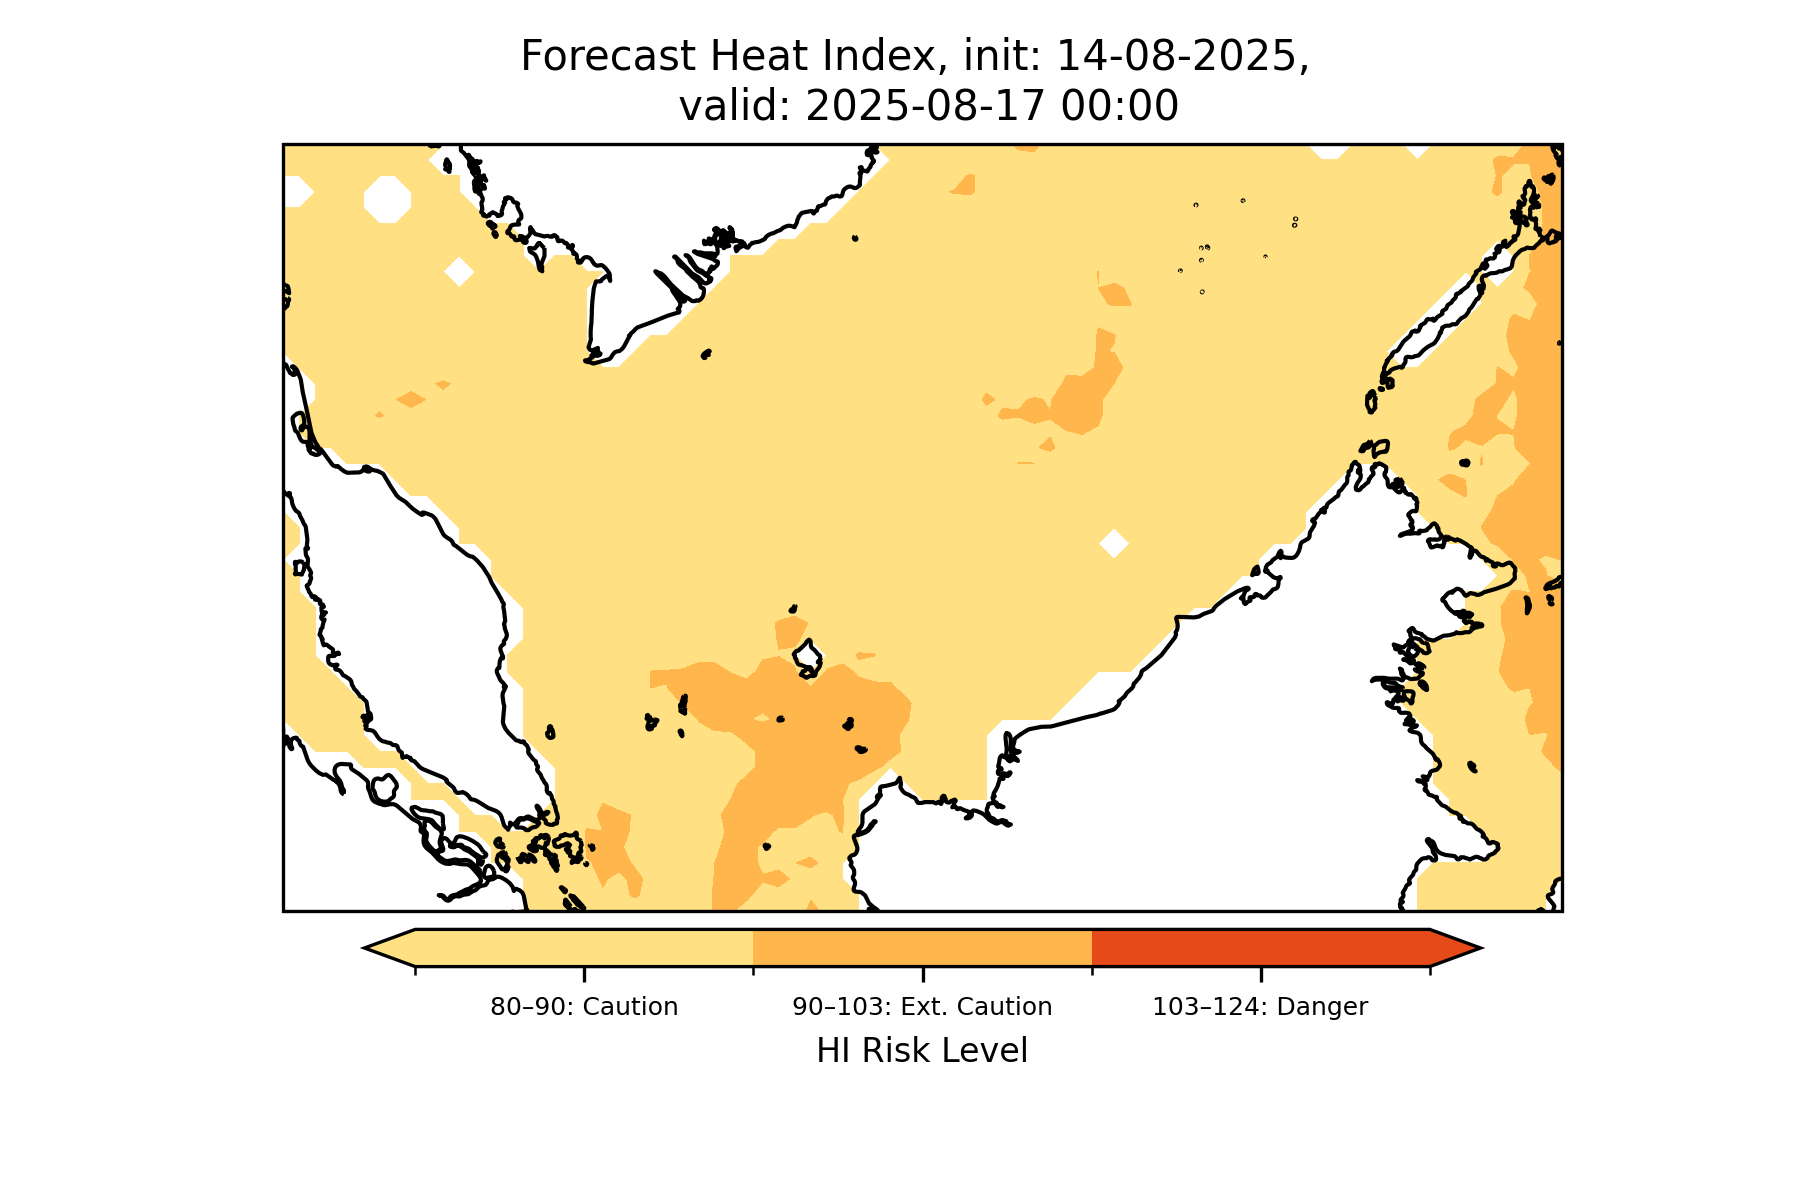 Forecast Heat Index, init: 14-08-2025,
valid: 2025-08-17 00:00
80–90: Caution
90–103: Ext. Caution
103–124: Danger
HI Risk Level